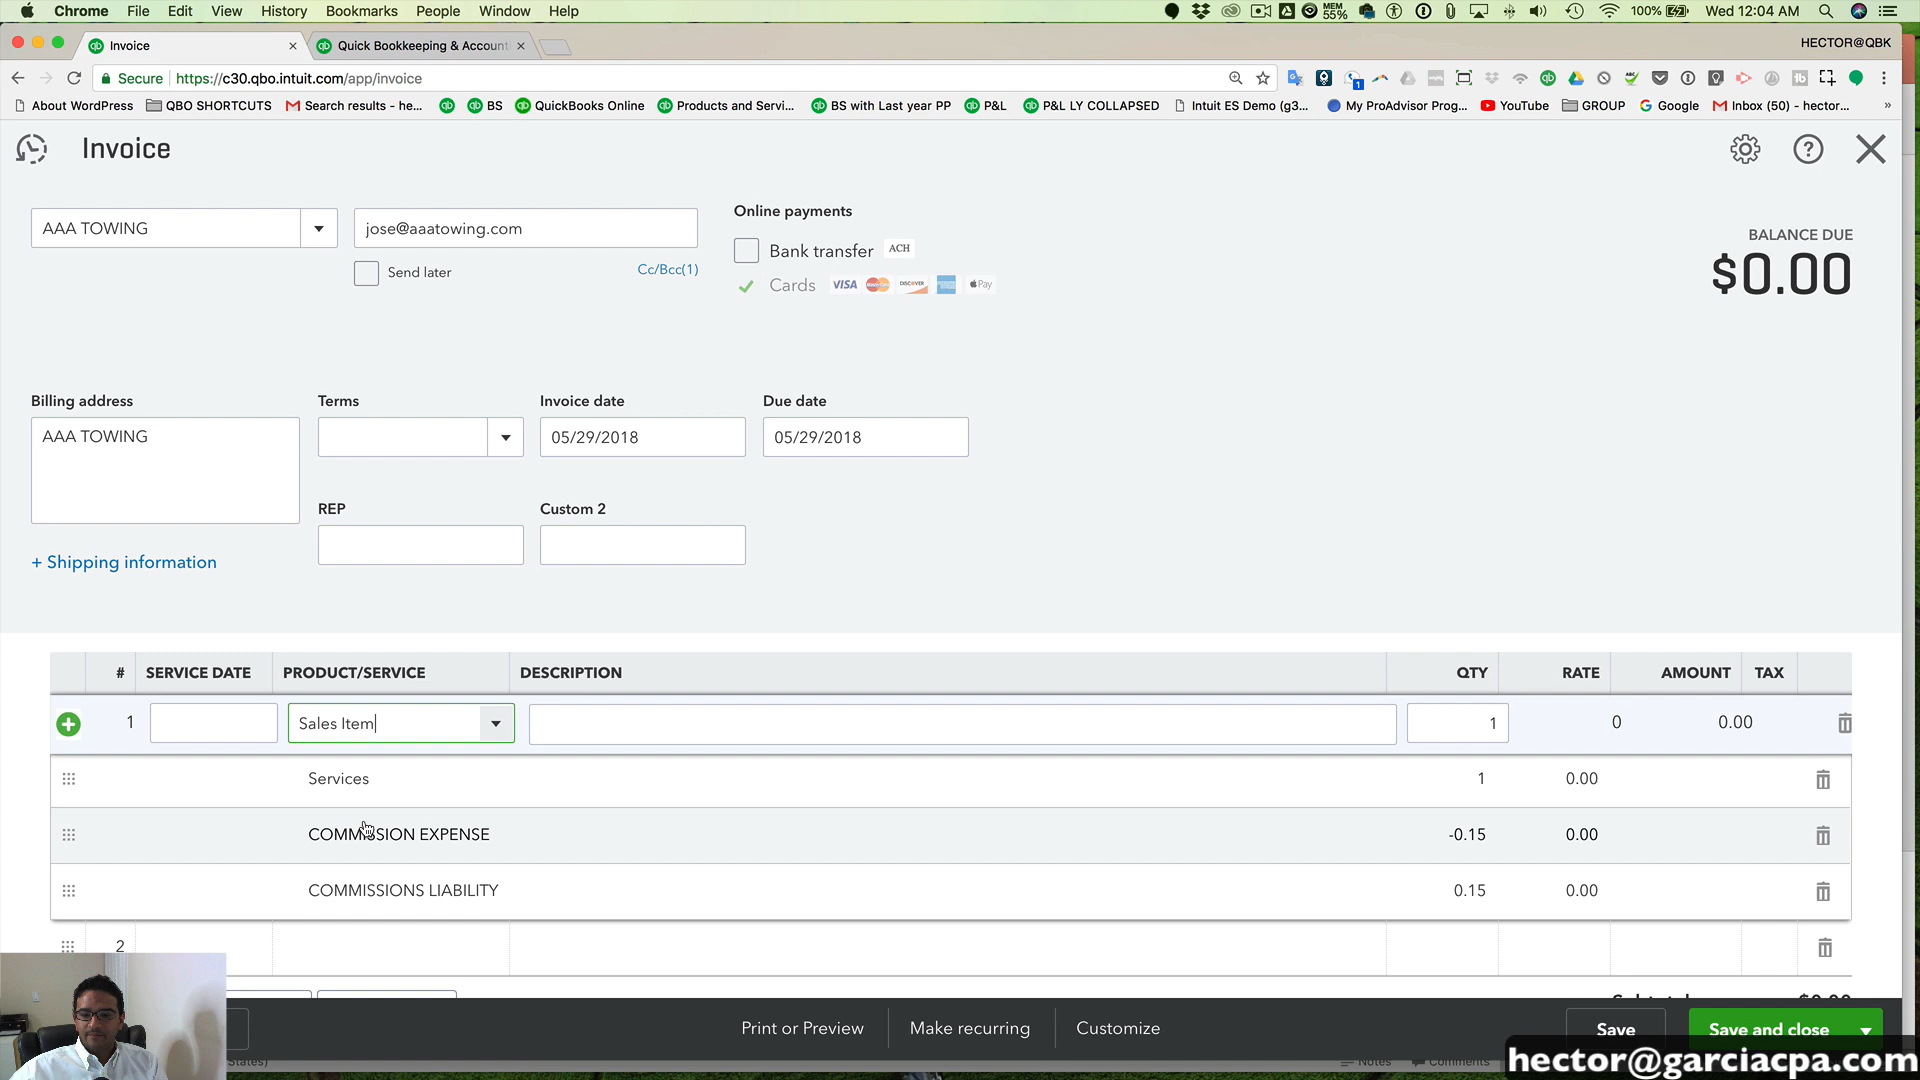 Chrome File Edit View History Bookmarks People Window Help MEM 55% 100% Wed 12:04 AM
Invoice × Quick Bookkeeping & Account × HECTOR@QBK
Secure https://c30.qbo.intuit.com/app/invoice
About WordPress QBO SHORTCUTS Search results - he... BS QuickBooks Online Products and Servi... BS with Last year PP P&L P&L LY COLLAPSED Intuit ES Demo (g3... My ProAdvisor Prog... YouTube GROUP Google Inbox (50) - hector... »
Invoice
AAA TOWING jose@aaatowing.com
Send later Cc/Bcc(1)
Online payments
Bank transfer ACH
Cards VISA MasterCard DISCOVER Pay
BALANCE DUE
$0.00
Billing address Terms Invoice date Due date
AAA TOWING 05/29/2018 05/29/2018
REP Custom 2
+ Shipping information
# SERVICE DATE PRODUCT/SERVICE DESCRIPTION QTY RATE AMOUNT TAX
1 Sales Item 1 0 0.00
Services 1 0.00
COMMISSION EXPENSE -0.15 0.00
COMMISSIONS LIABILITY 0.15 0.00
2
Print or Preview Make recurring Customize Save Save and close
States) Notes Comments
hector@garciacpa.com